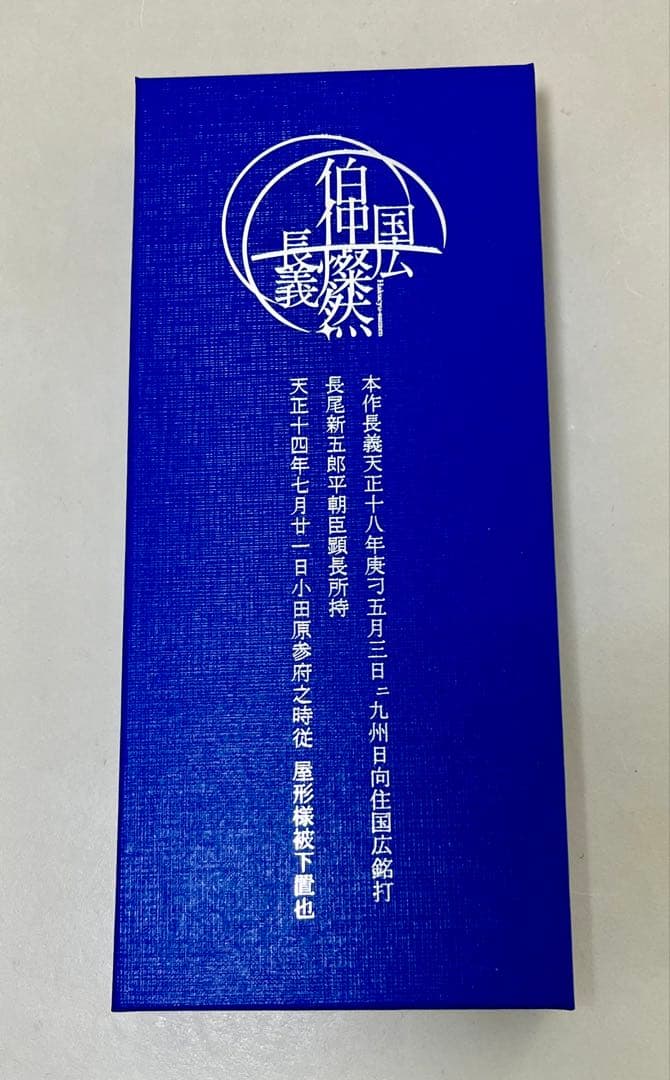 国広
伯仲燦然
長義
本作長義天正十八年庚刁五月三日ニ九州日向住国広銘打
長尾新五郎平朝臣顕長所持
天正十四年七月廿一日小田原参府之時従 屋形様被下置也